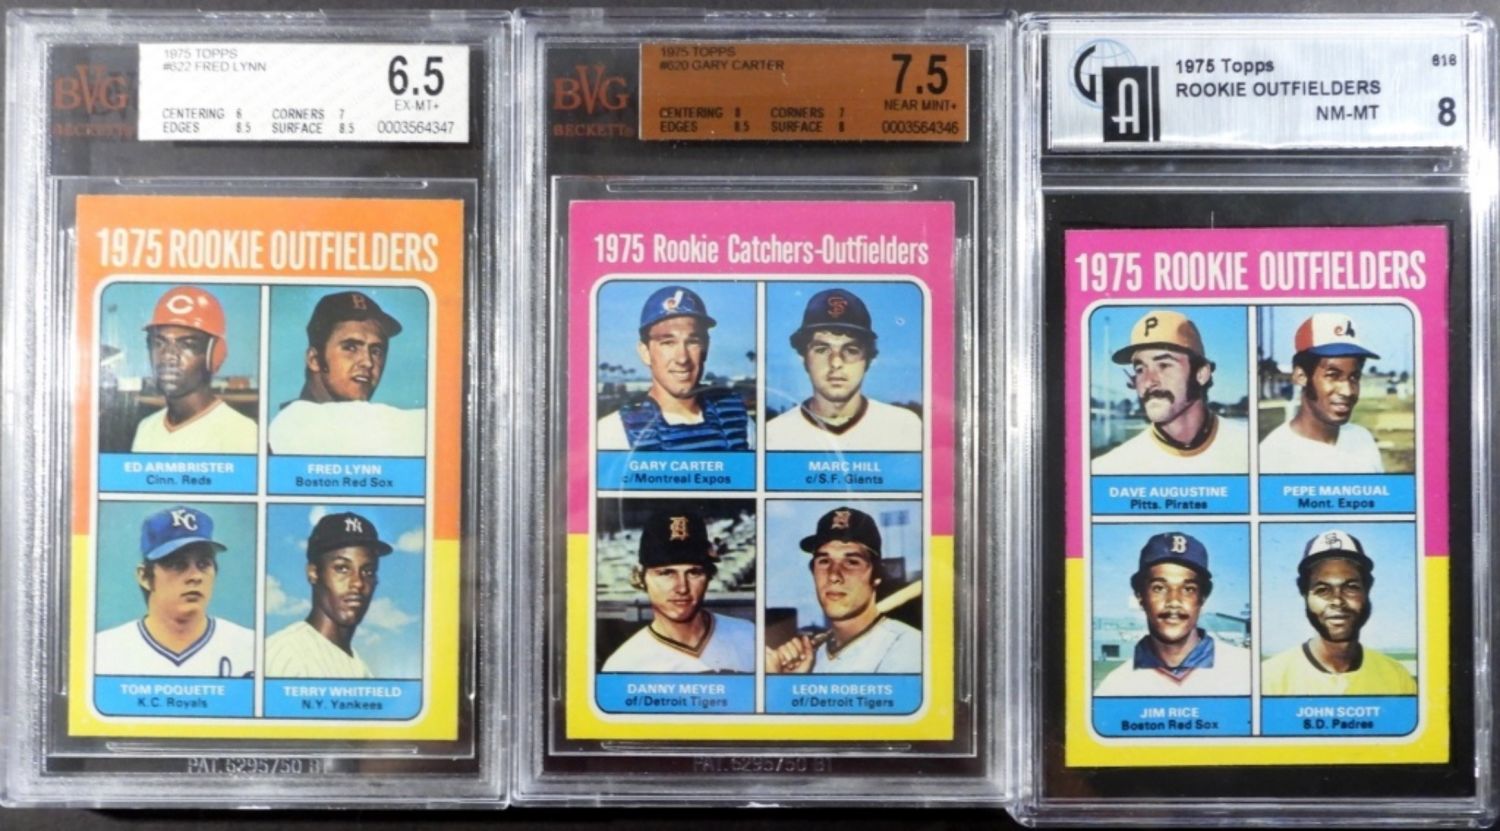 BVG
BECKETT
1975 TOPPS
#622 FRED LYNN
6.5
EX-MT+
CENTERING 6 CORNERS 7
EDGES 8.5 SURFACE 8.5
0003564347
1975 ROOKIE OUTFIELDERS
C
B
ED ARMBRISTER
Cinn. Reds
FRED LYNN
Boston Red Sox
KC
NY
TOM POQUETTE
K.C. Royals
TERRY WHITFIELD
N.Y. Yankees
BVG
BECKETT
1975 TOPPS
#620 GARY CARTER
7.5
NEAR MINT+
CENTERING 8 CORNERS 7
EDGES 8.5 SURFACE 8
0003564346
1975 Rookie Catchers-Outfielders
SF
GARY CARTER
c/Montreal Expos
MARC HILL
c/S.F. Giants
DANNY MEYER
of/Detroit Tigers
LEON ROBERTS
of/Detroit Tigers
GAI
1975 Topps
616
ROOKIE OUTFIELDERS
NM-MT
8
1975 ROOKIE OUTFIELDERS
P
DAVE AUGUSTINE
Pitts. Pirates
PEPE MANGUAL
Mont. Expos
B
SD
JIM RICE
Boston Red Sox
JOHN SCOTT
S.D. Padres